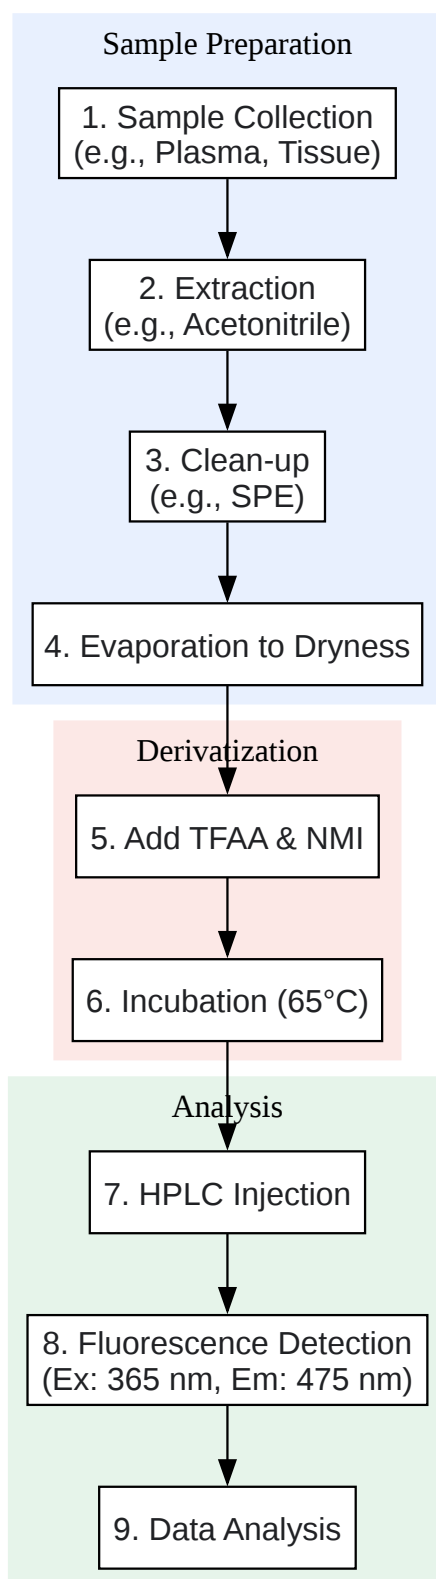 Sample Preparation
1. Sample Collection
(e.g., Plasma, Tissue)
2. Extraction
(e.g., Acetonitrile)
3. Clean-up
(e.g., SPE)
4. Evaporation to Dryness
Derivatization
5. Add TFAA & NMI
6. Incubation (65°C)
Analysis
7. HPLC Injection
8. Fluorescence Detection
(Ex: 365 nm, Em: 475 nm)
9. Data Analysis